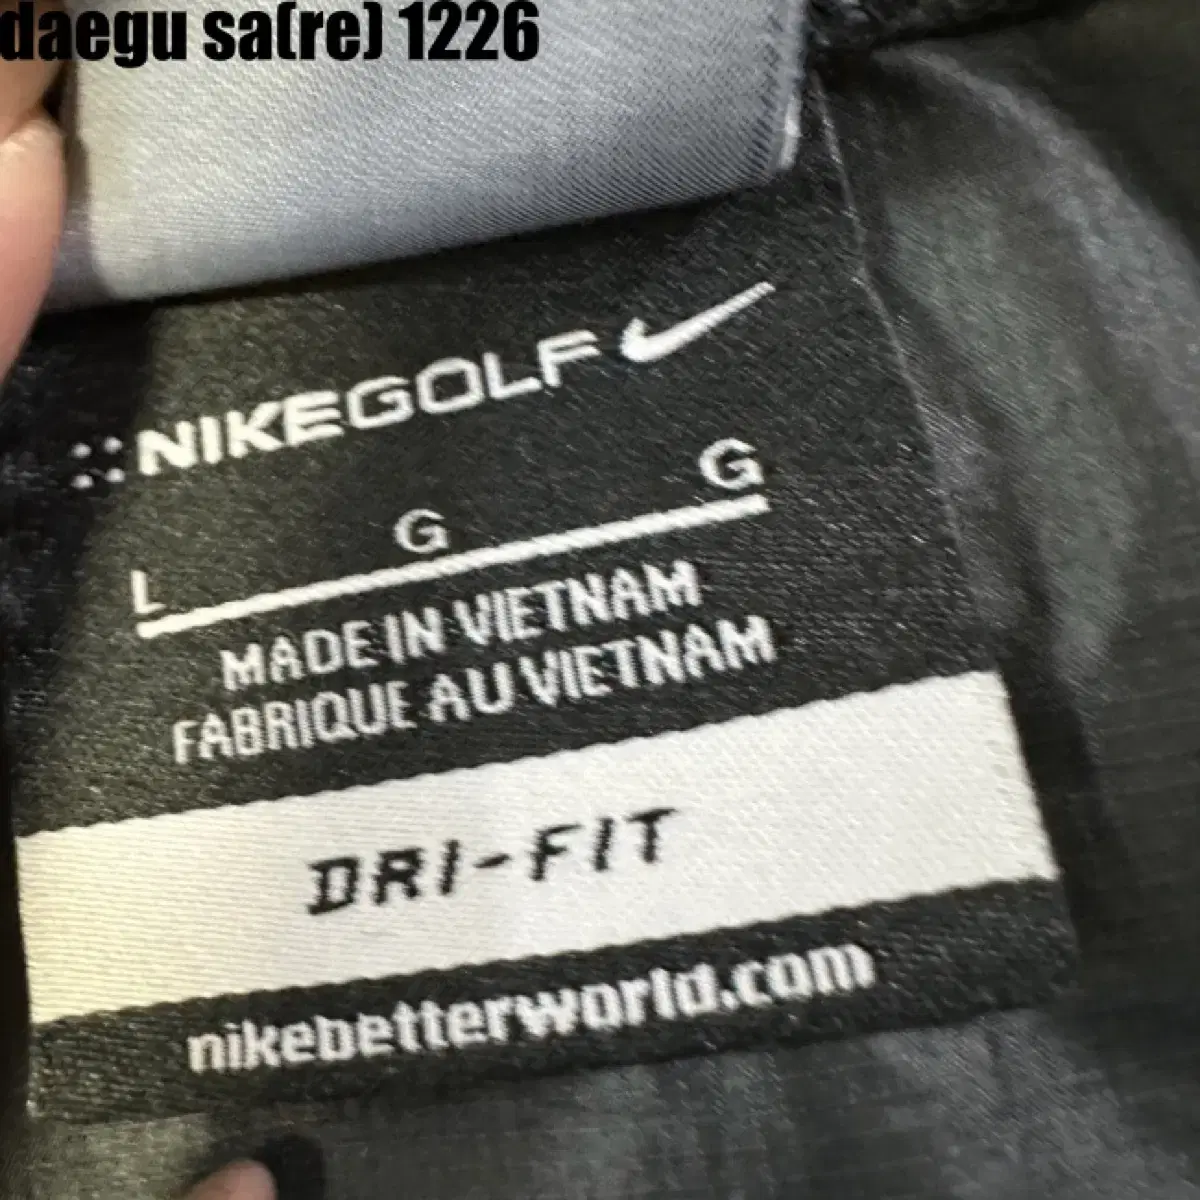 daegu sa(re) 1226
NIKEGOLF
L G G
MADE IN VIETNAM
FABRIQUE AU VIETNAM
DRI-FIT
nikebetterworld.com